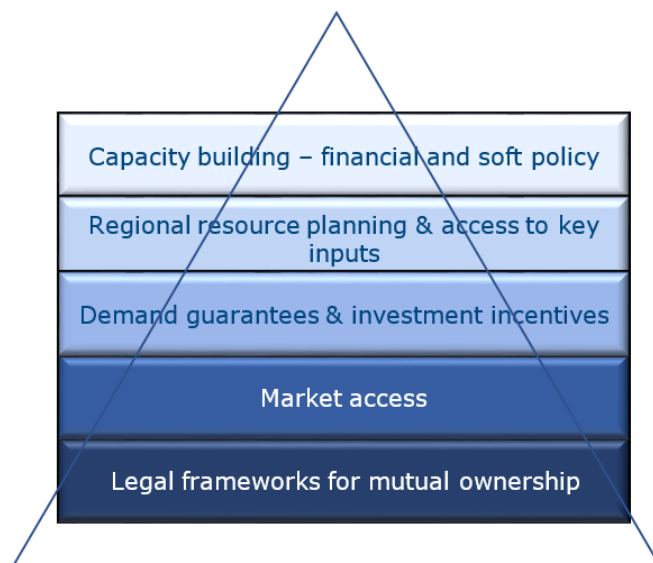 Capacity building – financial and soft policy
Regional resource planning & access to key
inputs
Demand guarantees & investment incentives
Market access
Legal frameworks for mutual ownership